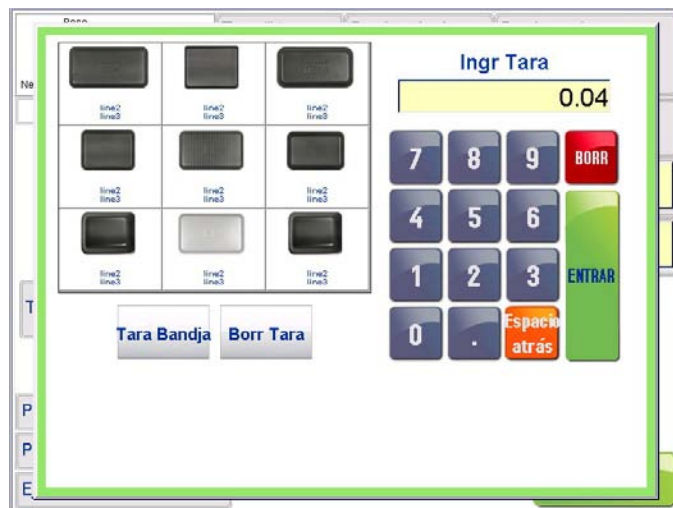 Peso
Ne
line2
line3
line2
line3
line2
line3
line2
line3
line2
line3
line2
line3
line2
line3
line2
line3
line2
line3
Tara Bandja
Borr Tara
Ingr Tara
0.04
7 8 9 BORR
4 5 6
1 2 3 ENTRAR
0 . Espacio
atrás
T
P
P
E